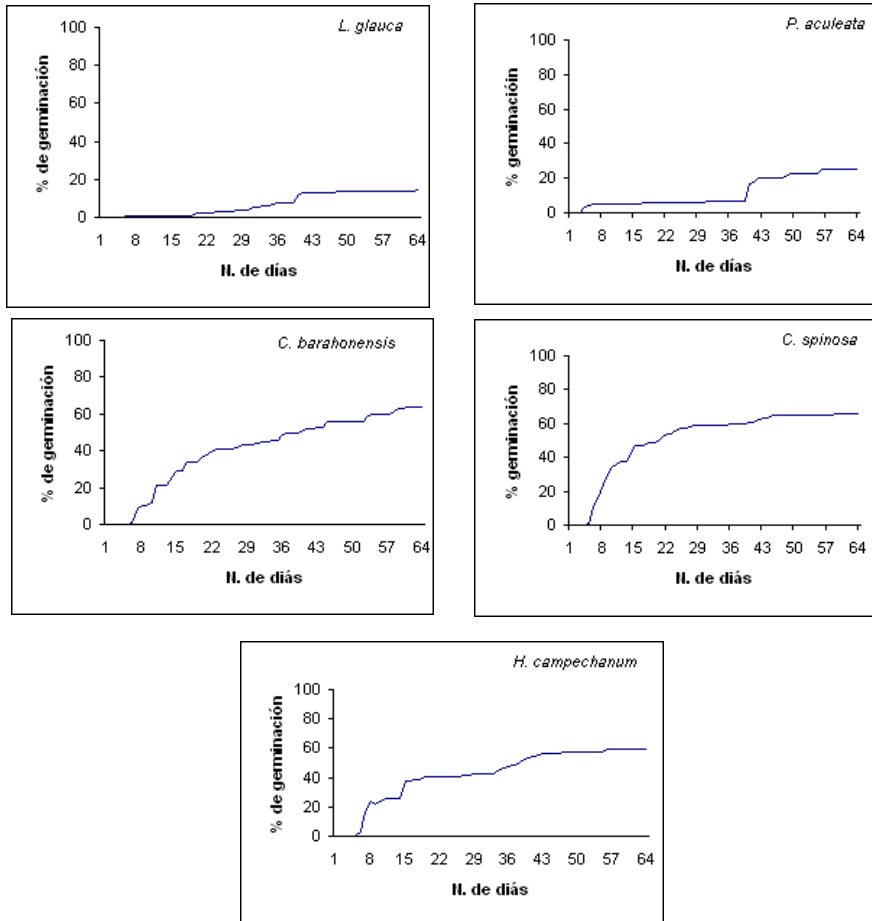 L. glauca
% de germinación
100
80
60
40
20
0
1 8 15 22 29 36 43 50 57 64
N. de días
P. aculeata
% germinacióin
100
80
60
40
20
0
1 8 15 22 29 36 43 50 57 64
N. de días
C. barahonensis
% de germinación
100
80
60
40
20
0
1 8 15 22 29 36 43 50 57 64
N. de diás
C. spinosa
% germinación
100
80
60
40
20
0
1 8 15 22 29 36 43 50 57 64
N. de diás
H. campechanum
% de germinación
100
80
60
40
20
0
1 8 15 22 29 36 43 50 57 64
N. de diás